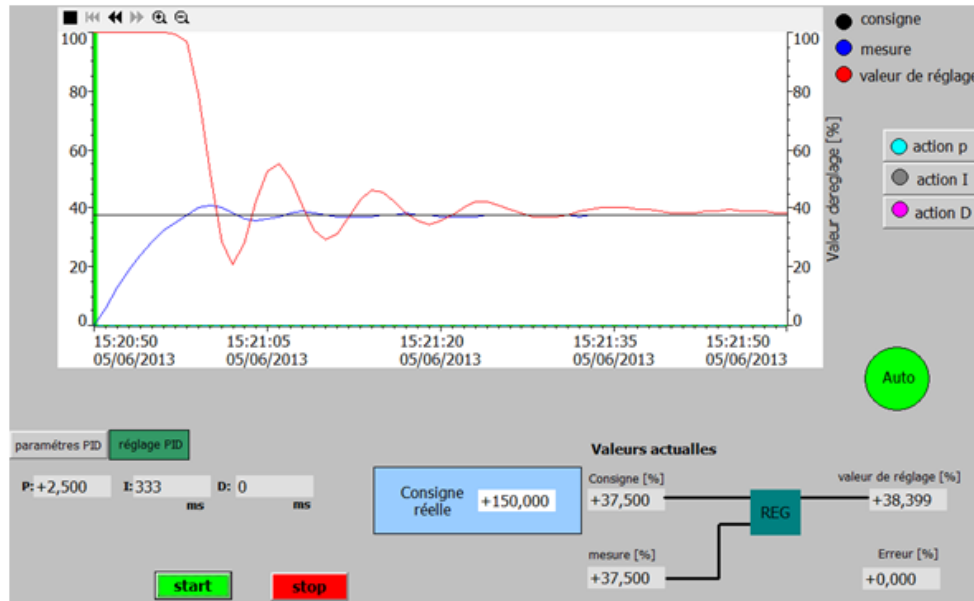 100
80
60
40
20
0
100
80
60
40
20
0
Valeur dereglage [%]
15:20:50
05/06/2013
15:21:05
05/06/2013
15:21:20
05/06/2013
15:21:35
05/06/2013
15:21:50
05/06/2013
consigne
mesure
valeur de réglage
action p
action I
action D
Auto
paramétres PID
réglage PID
P: +2,500 I: 333 D: 0
ms ms
Consigne
réelle
+150,000
Valeurs actualles
Consigne [%]
+37,500
valeur de réglage [%]
+38,399
REG
mesure [%]
+37,500
Erreur [%]
+0,000
start
stop